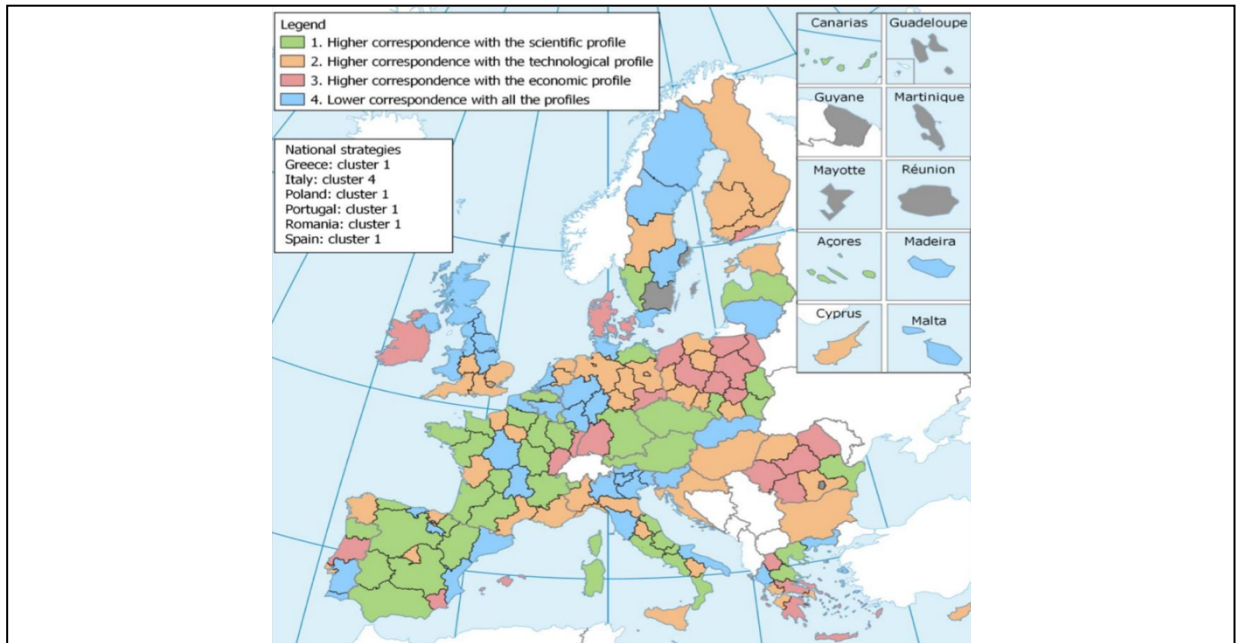 Legend
1. Higher correspondence with the scientific profile
2. Higher correspondence with the technological profile
3. Higher correspondence with the economic profile
4. Lower correspondence with all the profiles
National strategies
Greece: cluster 1
Italy: cluster 4
Poland: cluster 1
Portugal: cluster 1
Romania: cluster 1
Spain: cluster 1
Canarias
Guadeloupe
Guyane
Martinique
Mayotte
Réunion
Açores
Madeira
Cyprus
Malta